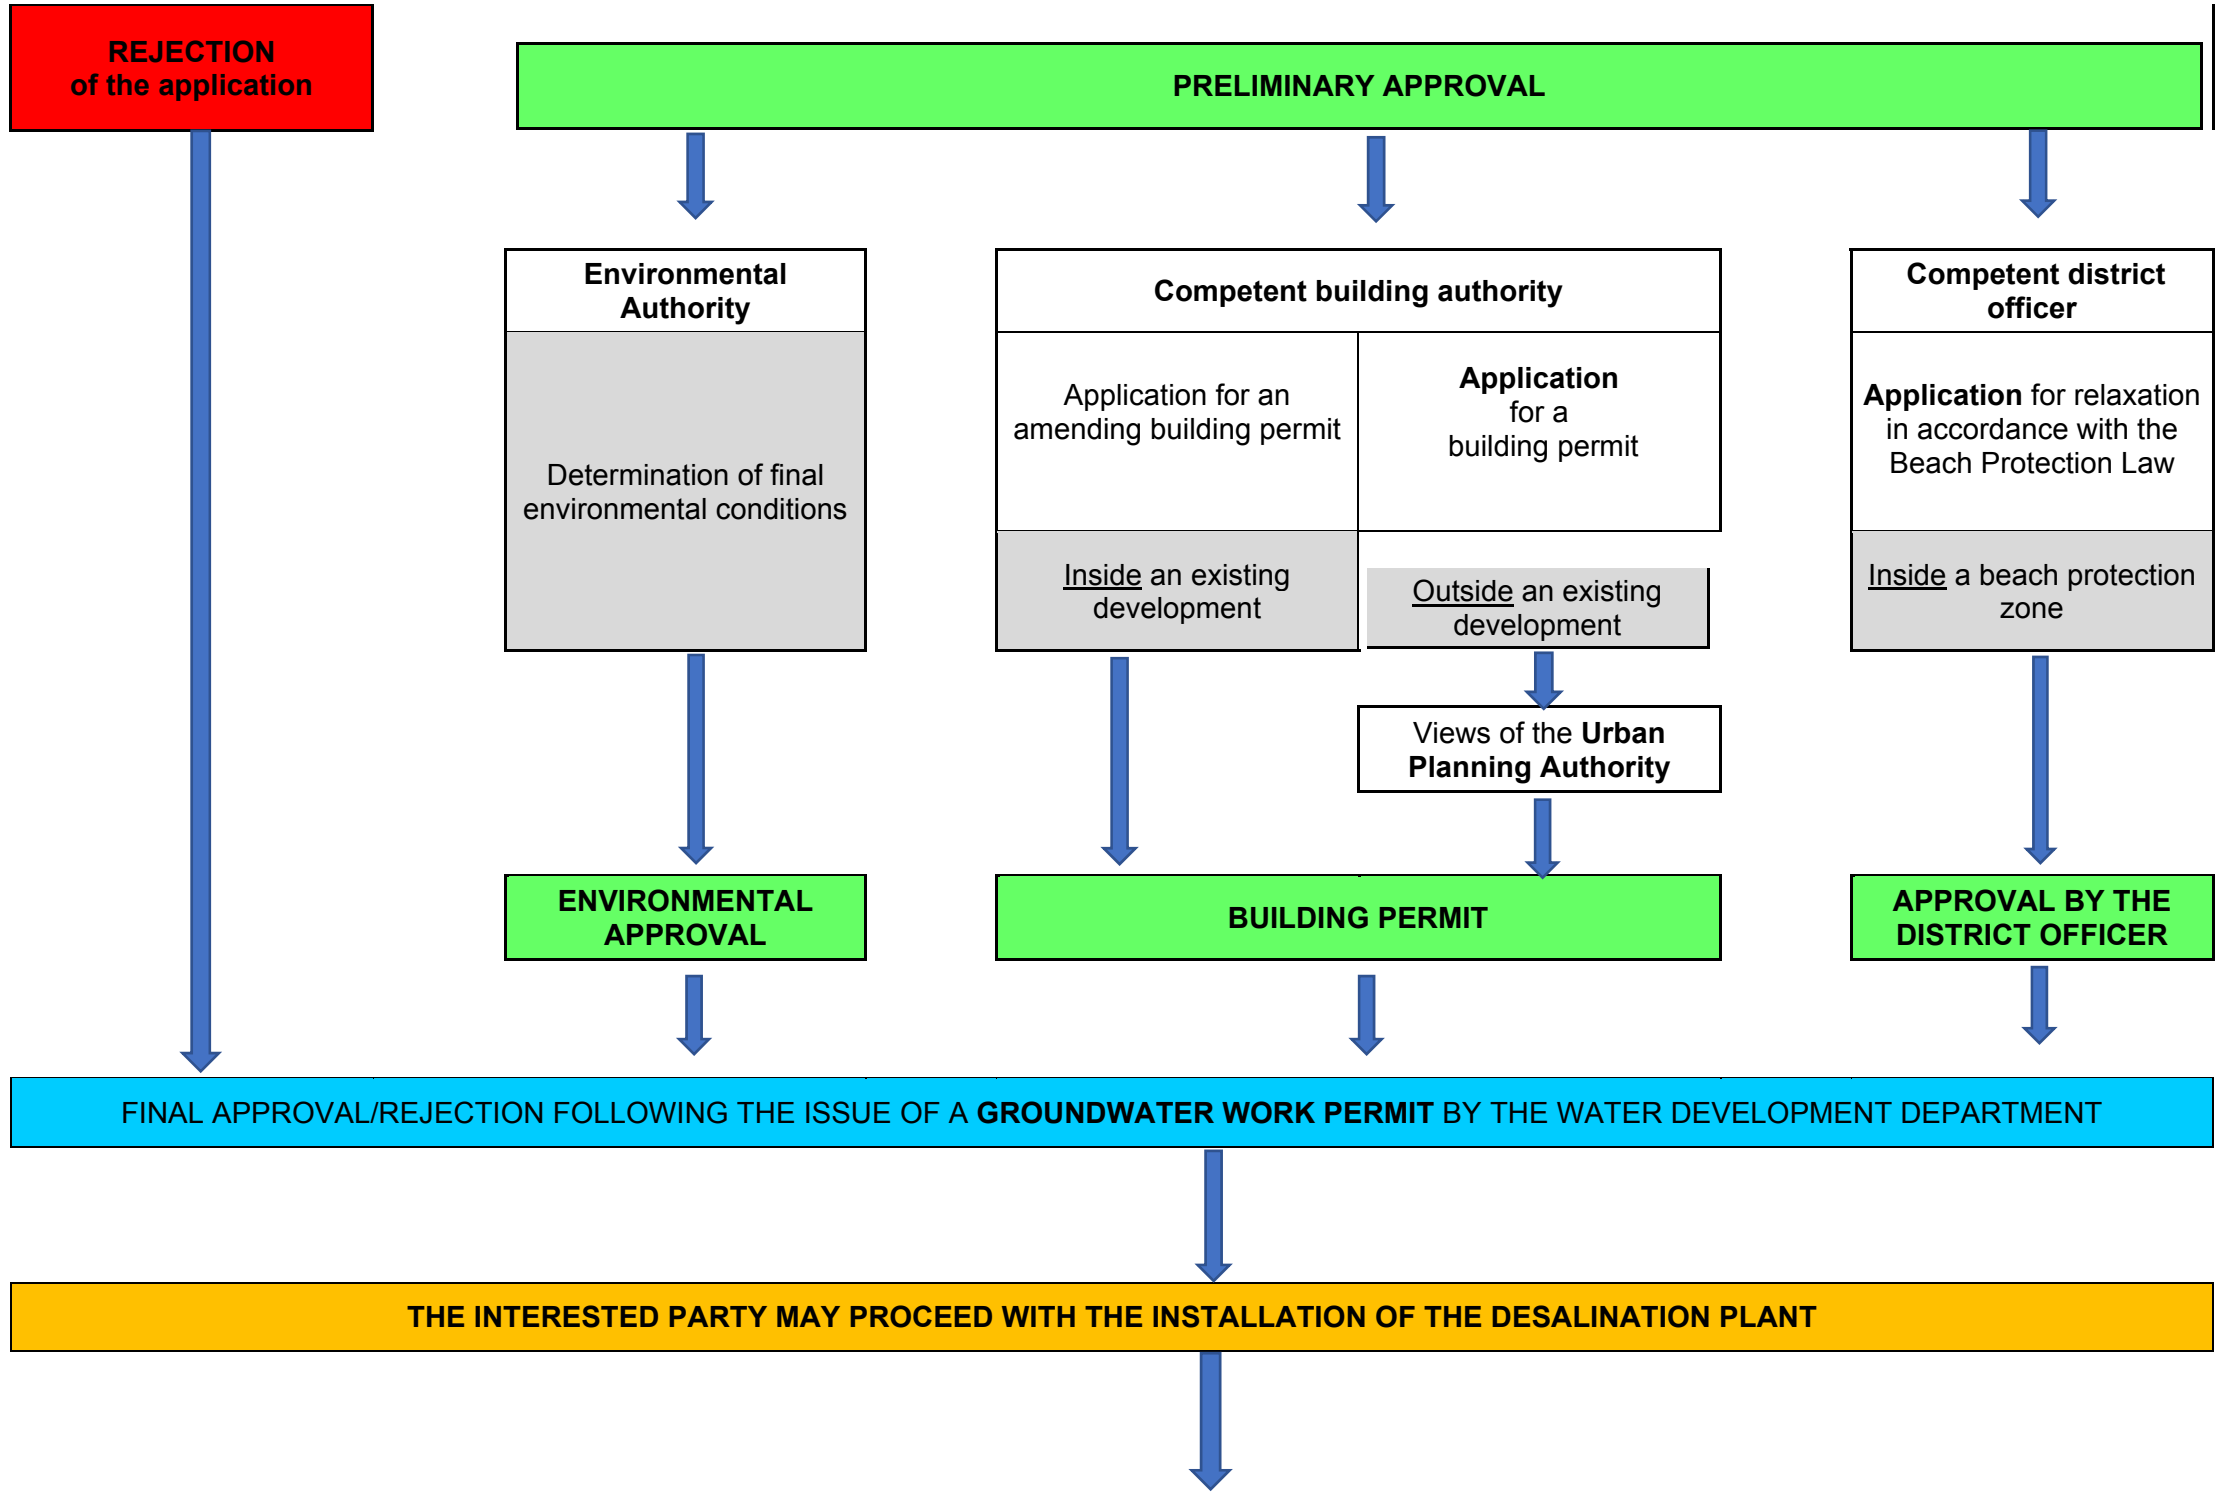 REJECTION
of the application
PRELIMINARY APPROVAL
Environmental
Authority
Determination of final
environmental conditions
Competent building authority
Application for an
amending building permit
Application
for a
building permit
Inside an existing
development
Outside an existing
development
Views of the Urban
Planning Authority
Competent district
officer
Application for relaxation
in accordance with the
Beach Protection Law
Inside a beach protection
zone
ENVIRONMENTAL
APPROVAL
BUILDING PERMIT
APPROVAL BY THE
DISTRICT OFFICER
FINAL APPROVAL/REJECTION FOLLOWING THE ISSUE OF A GROUNDWATER WORK PERMIT BY THE WATER DEVELOPMENT DEPARTMENT
THE INTERESTED PARTY MAY PROCEED WITH THE INSTALLATION OF THE DESALINATION PLANT